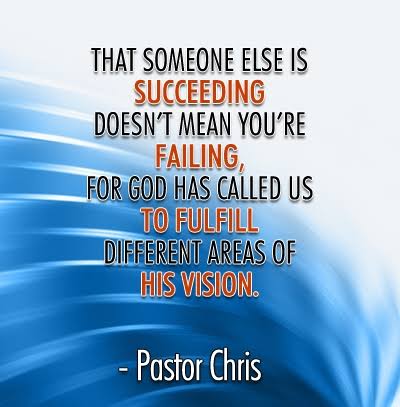 THAT SOMEONE ELSE IS
SUCCEEDING
DOESN'T MEAN YOU'RE
FAILING,
FOR GOD HAS CALLED US
TO FULFILL
DIFFERENT AREAS OF
HIS VISION.
- Pastor Chris